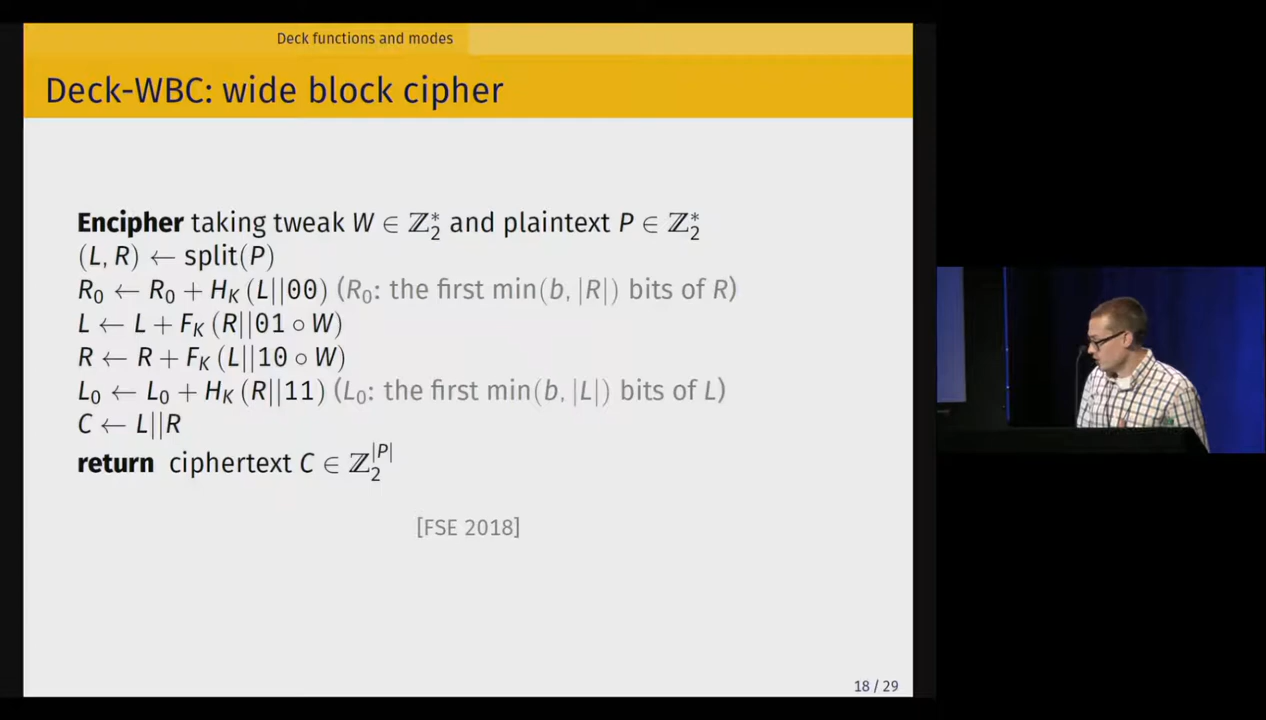 Deck functions and modes
Deck-WBC: wide block cipher
Encipher taking tweak W ∈ ℤ₂* and plaintext P ∈ ℤ₂*
(L, R) ← split(P)
R₀ ← R₀ + H_K (L||00) (R₀: the first min(b, |R|) bits of R)
L ← L + F_K (R||01 ∘ W)
R ← R + F_K (L||10 ∘ W)
L₀ ← L₀ + H_K (R||11) (L₀: the first min(b, |L|) bits of L)
C ← L||R
return ciphertext C ∈ ℤ₂^|P|
[FSE 2018]
18 / 29